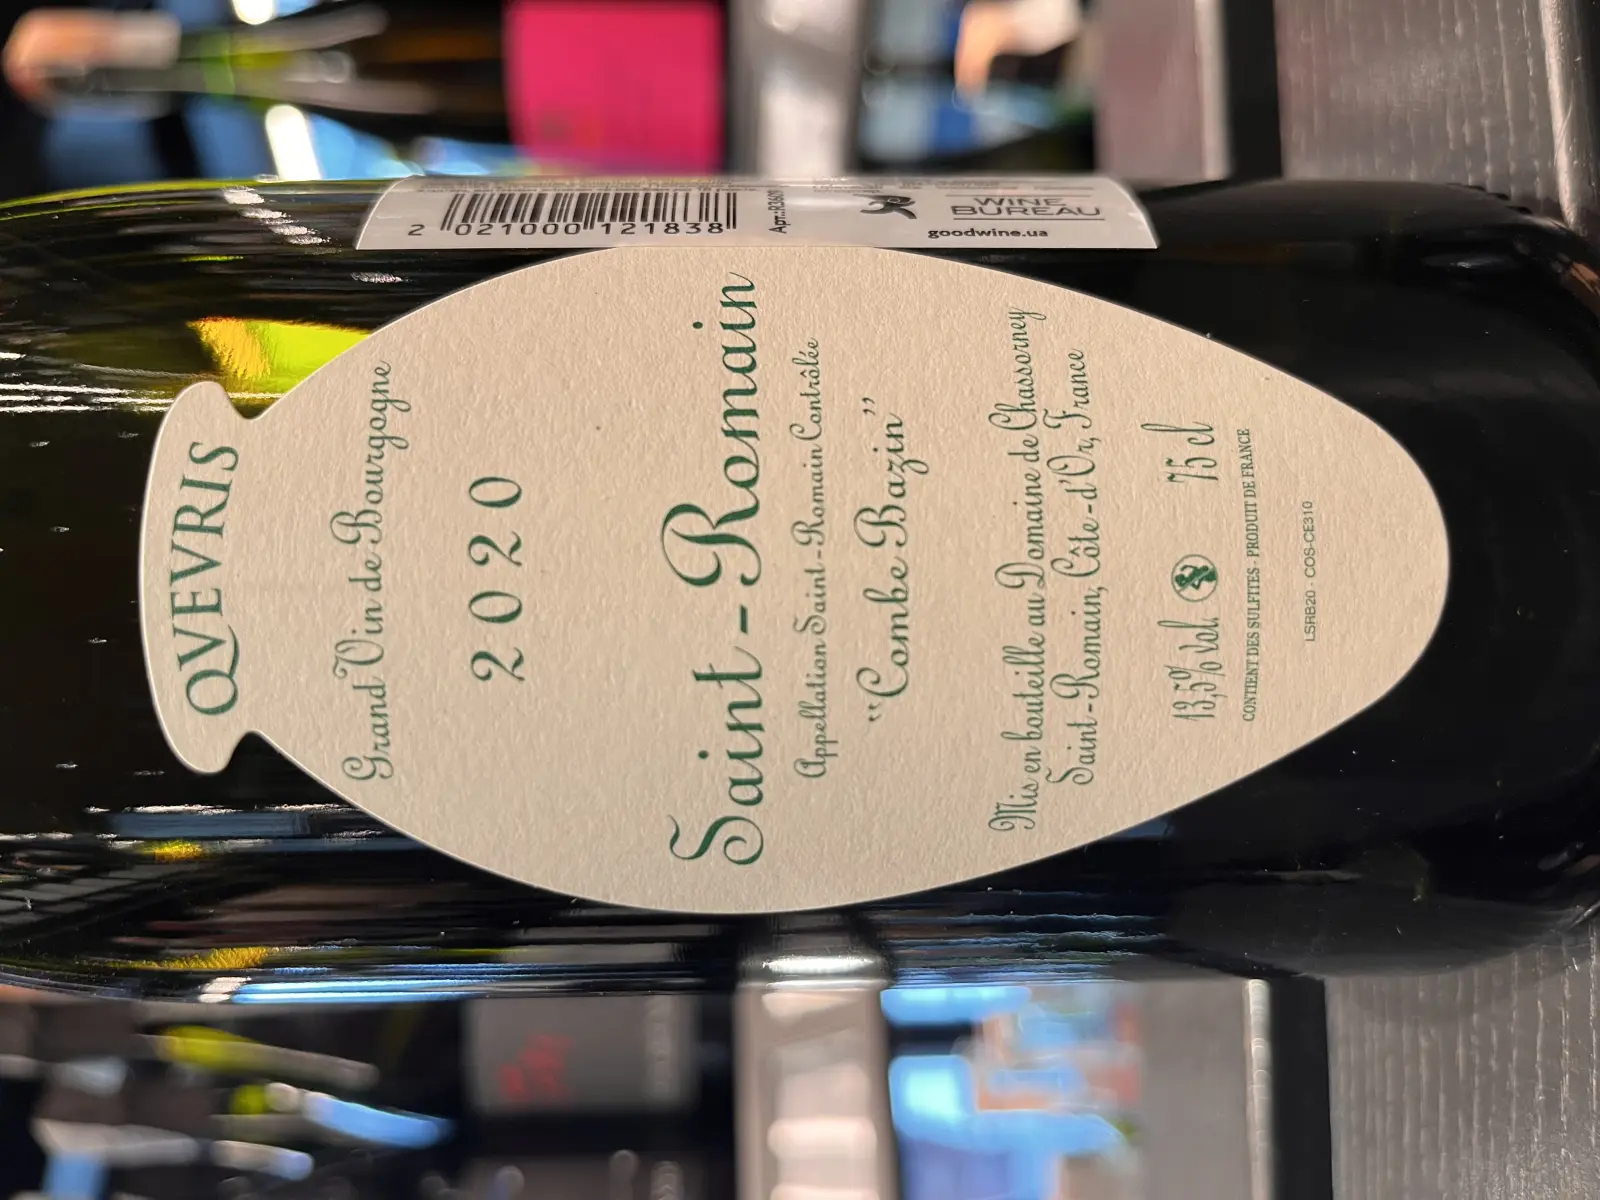 QVEVRIS
Grand Vin de Bourgogne
2020
Saint-Romain
Appellation Saint-Romain Contrôlée
"Combe Bazin"
Mis en bouteille au Domaine de Chassorney
Saint-Romain, Côte-d'Or, France
13,5% Vol. 75 cl
CONTIENT DES SULFITES - PRODUIT DE FRANCE
LSRB20 - COS-CE310
2 021000 121838
WINE
BUREAU
goodwine.ua